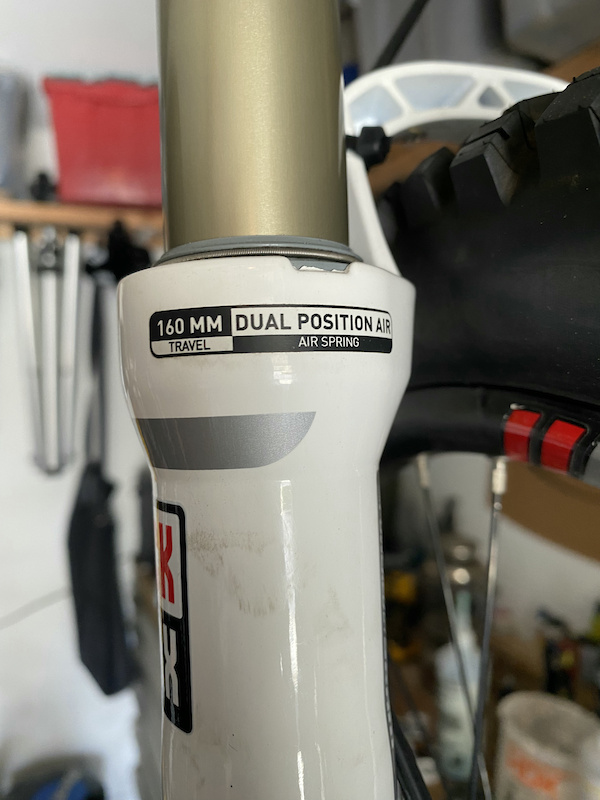 160 MM DUAL POSITION AIR
TRAVEL AIR SPRING